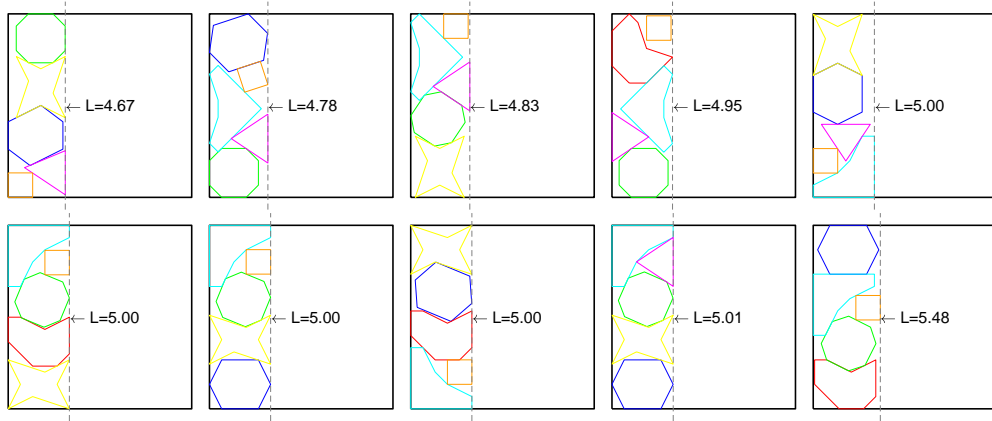 ← L=4.67
← L=4.78
← L=4.83
← L=4.95
← L=5.00
← L=5.00
← L=5.00
← L=5.00
← L=5.01
← L=5.48